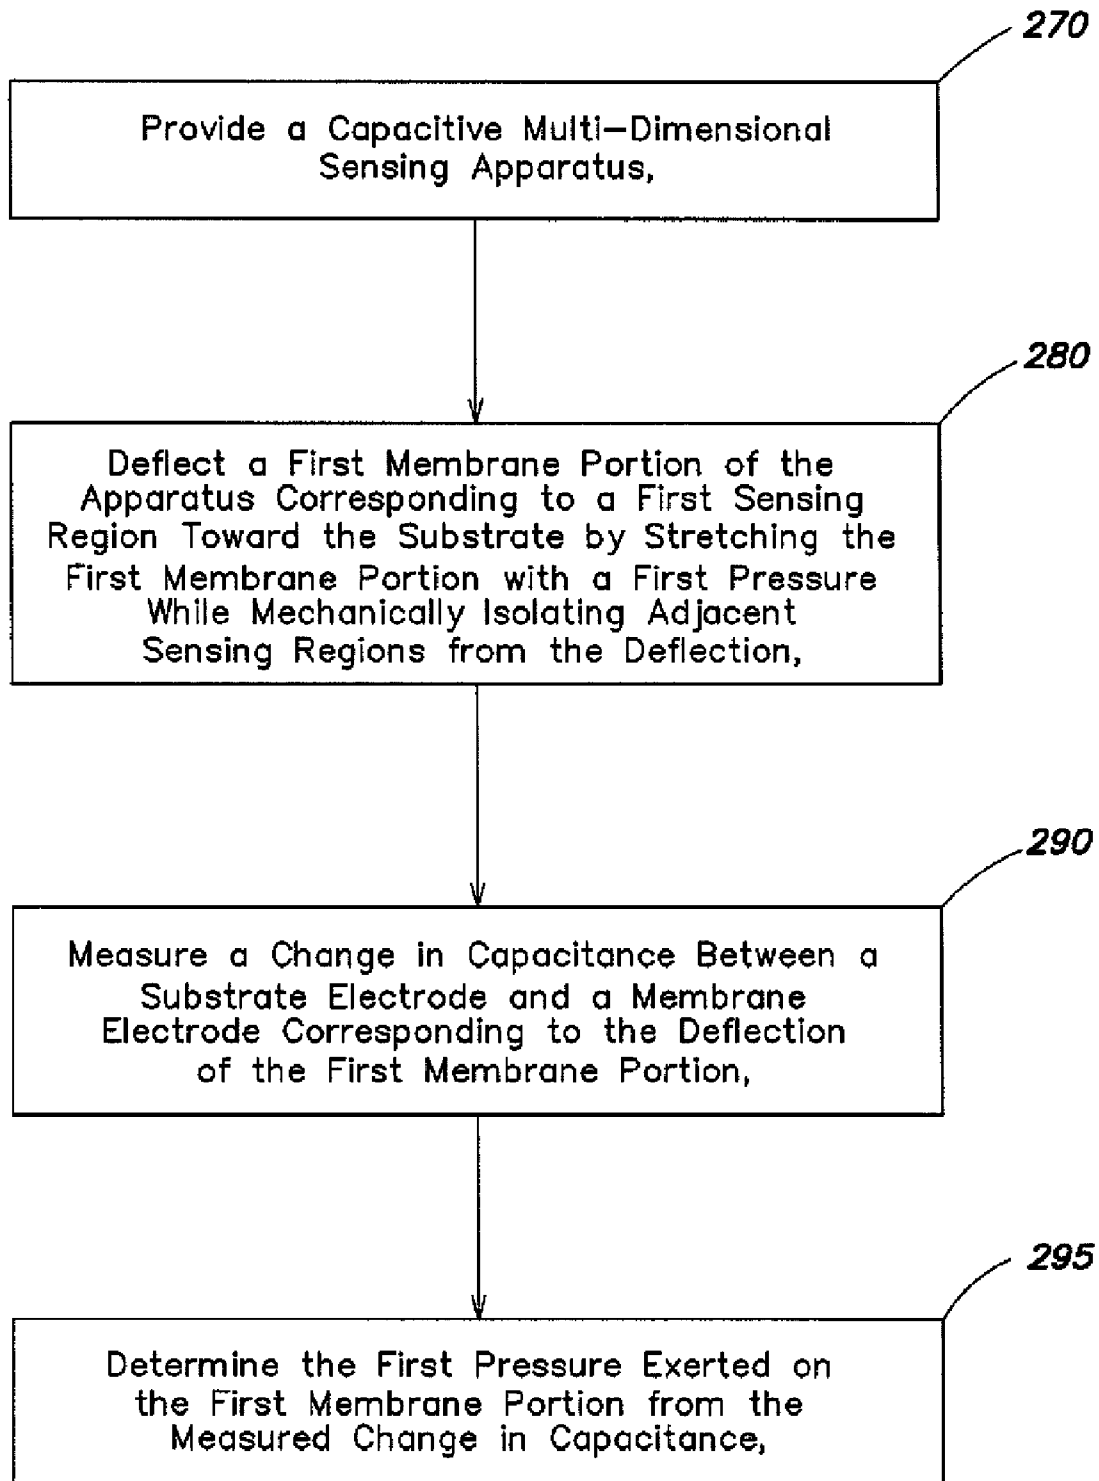 270
Provide a Capacitive Multi-Dimensional
Sensing Apparatus,
280
Deflect a First Membrane Portion of the
Apparatus Corresponding to a First Sensing
Region Toward the Substrate by Stretching the
First Membrane Portion with a First Pressure
While Mechanically Isolating Adjacent
Sensing Regions from the Deflection,
290
Measure a Change in Capacitance Between a
Substrate Electrode and a Membrane
Electrode Corresponding to the Deflection
of the First Membrane Portion,
295
Determine the First Pressure Exerted on
the First Membrane Portion from the
Measured Change in Capacitance,